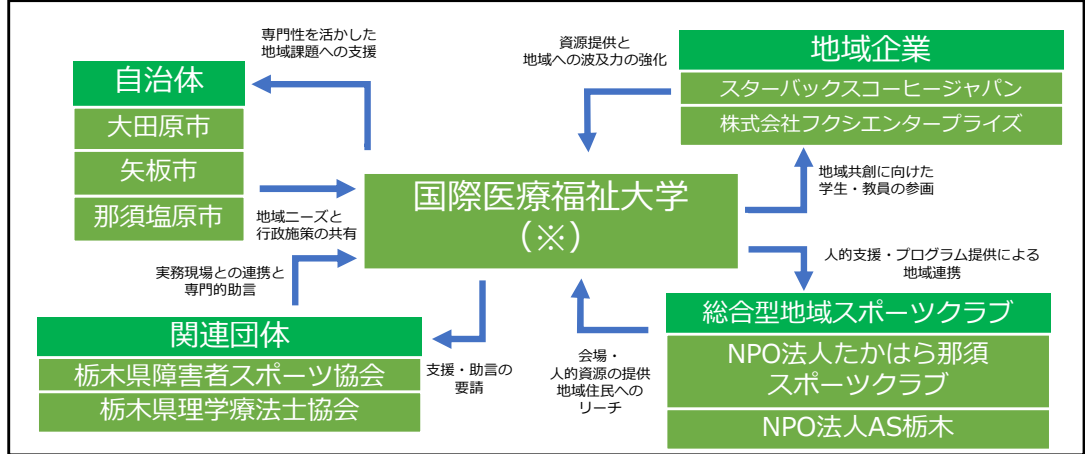 専門性を活かした
地域課題への支援
自治体
大田原市
矢板市
那須塩原市
地域ニーズと
行政施策の共有
資源提供と
地域への波及力の強化
地域企業
スターバックスコーヒージャパン
株式会社フクシエンタープライズ
地域共創に向けた
学生・教員の参画
国際医療福祉大学
（※）
実務現場との連携と
専門的助言
関連団体
栃木県障害者スポーツ協会
栃木県理学療法士協会
支援・助言の
要請
人的支援・プログラム提供による
地域連携
総合型地域スポーツクラブ
NPO法人たかはら那須
スポーツクラブ
NPO法人AS栃木
会場・
人的資源の提供
地域住民への
リーチ